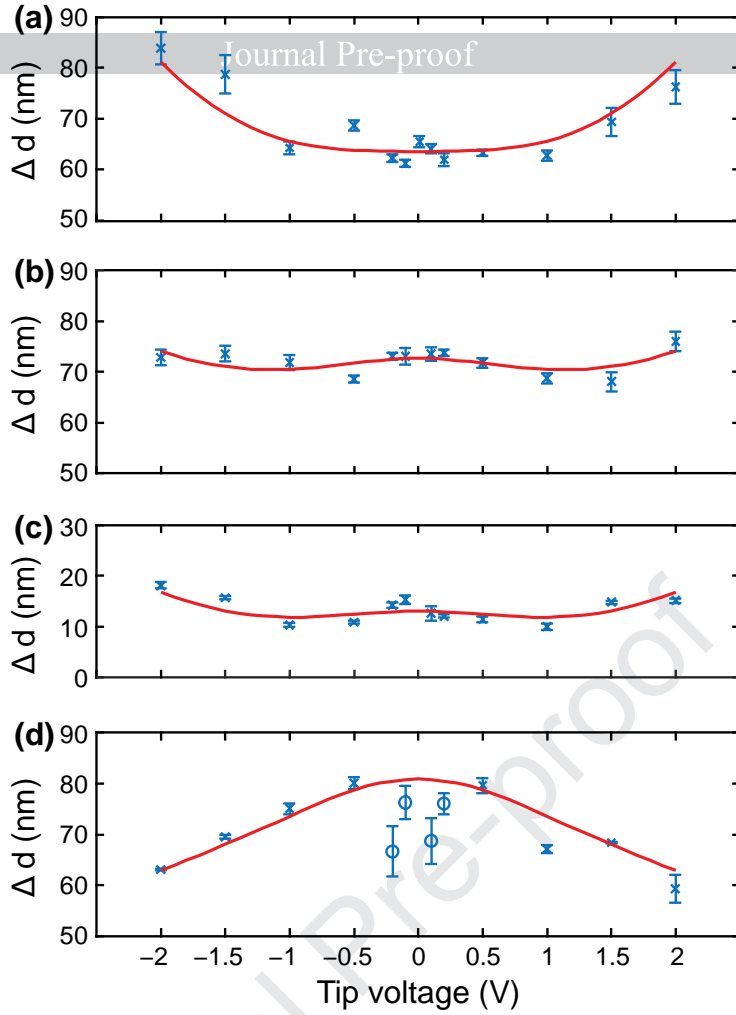 (a)
90
Journal Pre-proof
80
70
60
50
Δ d (nm)
(b)
90
80
70
60
50
Δ d (nm)
(c)
30
20
10
0
Δ d (nm)
(d)
90
80
70
60
50
Δ d (nm)
−2 −1.5 −1 −0.5 0 0.5 1 1.5 2
Tip voltage (V)
l Pre-proof